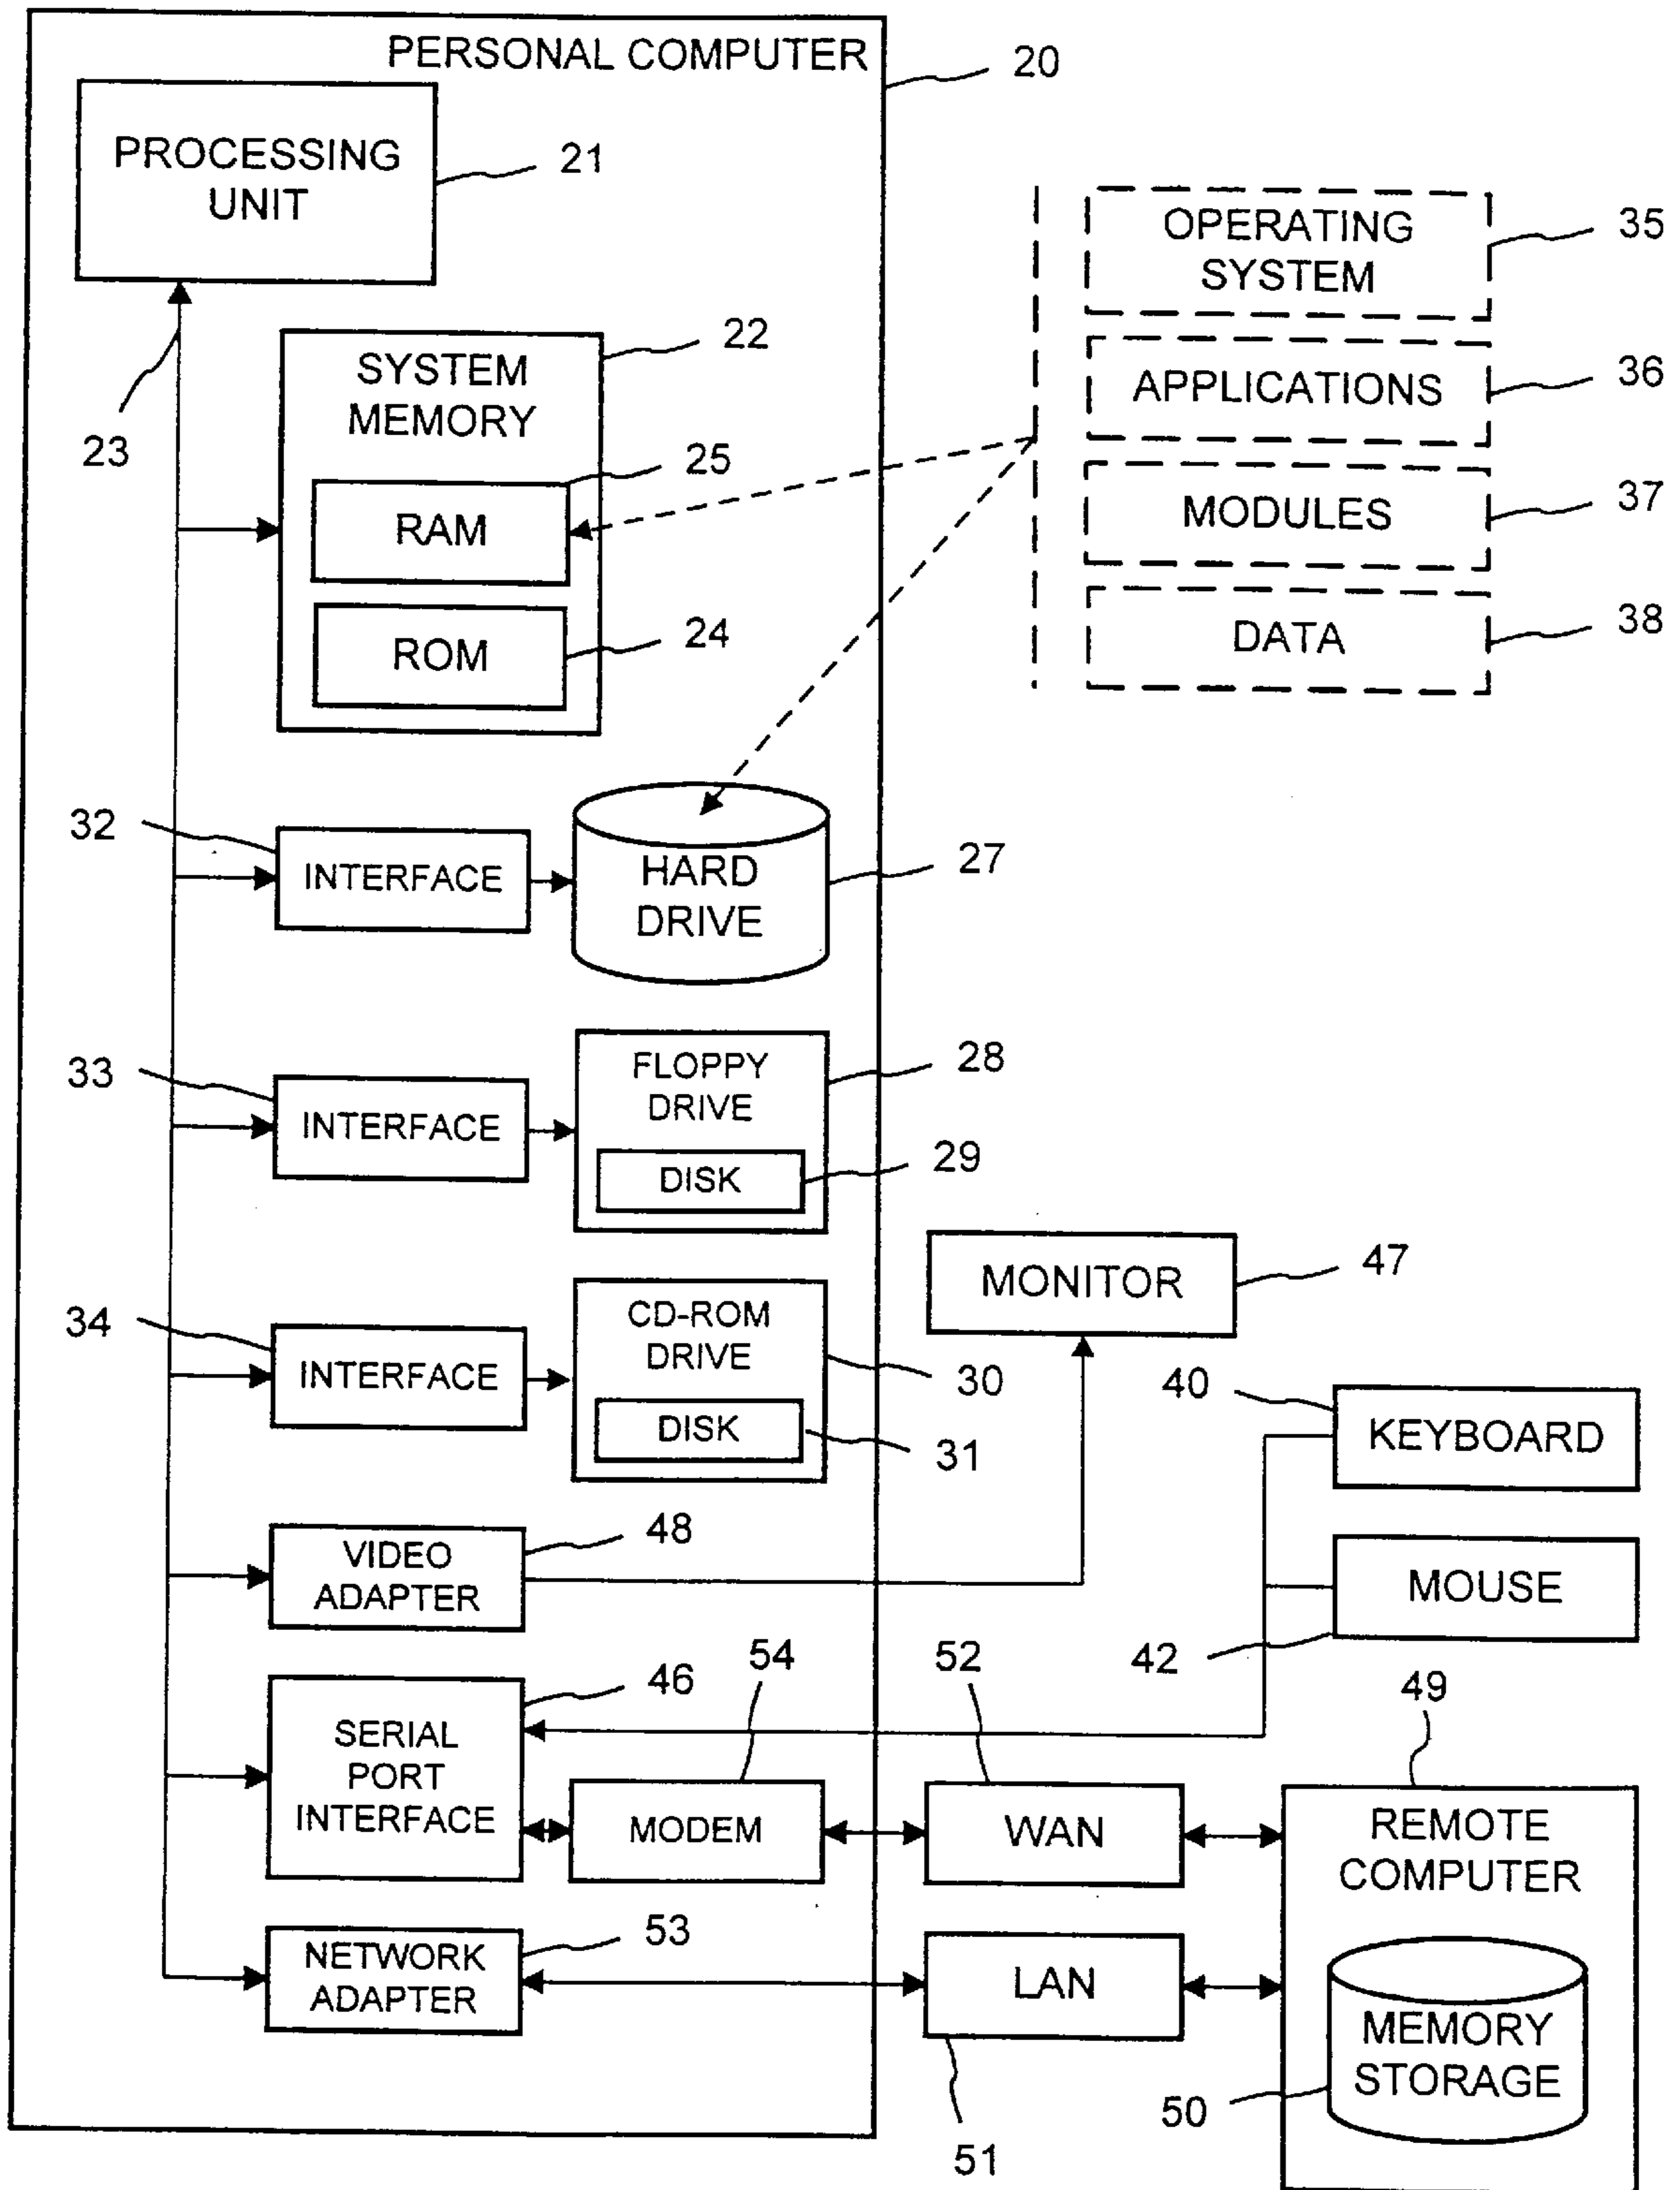 PERSONAL COMPUTER
20
PROCESSING
UNIT
21
23
SYSTEM
MEMORY
22
RAM
25
ROM
24
OPERATING
SYSTEM
35
APPLICATIONS
36
MODULES
37
DATA
38
32
INTERFACE
HARD
DRIVE
27
33
INTERFACE
FLOPPY
DRIVE
28
DISK
29
34
INTERFACE
CD-ROM
DRIVE
30
DISK
31
MONITOR
47
40
KEYBOARD
MOUSE
42
VIDEO
ADAPTER
48
SERIAL
PORT
INTERFACE
46
54
MODEM
52
WAN
49
REMOTE
COMPUTER
NETWORK
ADAPTER
53
LAN
51
MEMORY
STORAGE
50